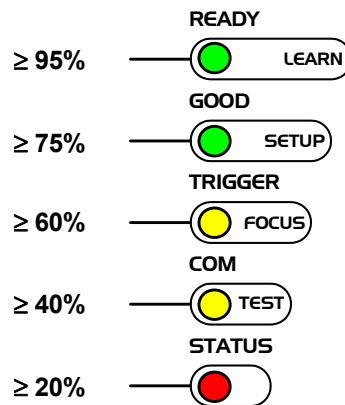 READY
≥ 95% LEARN
GOOD
≥ 75% SETUP
TRIGGER
≥ 60% FOCUS
COM
≥ 40% TEST
STATUS
≥ 20%